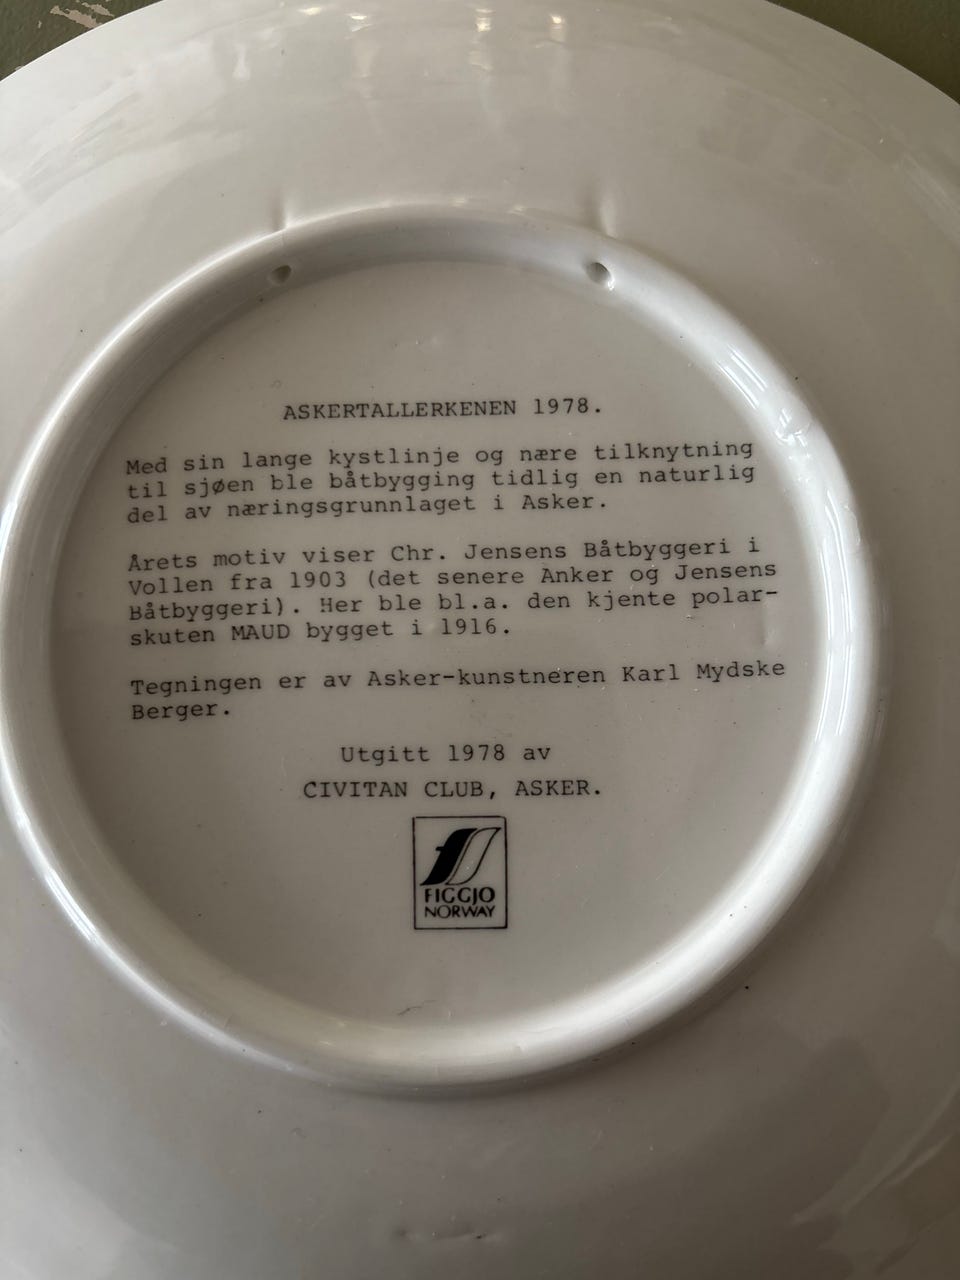 ASKERTALLERKENEN 1978.
Med sin lange kystlinje og nære tilknytning
til sjøen ble båtbygging tidlig en naturlig
del av næringsgrunnlaget i Asker.
Årets motiv viser Chr. Jensens Båtbyggeri i
Vollen fra 1903 (det senere Anker og Jensens
Båtbyggeri). Her ble bl.a. den kjente polar-
skuten MAUD bygget i 1916.
Tegningen er av Asker-kunstneren Karl Mydske
Berger.
Utgitt 1978 av
CIVITAN CLUB, ASKER.
FIGGJO
NORWAY